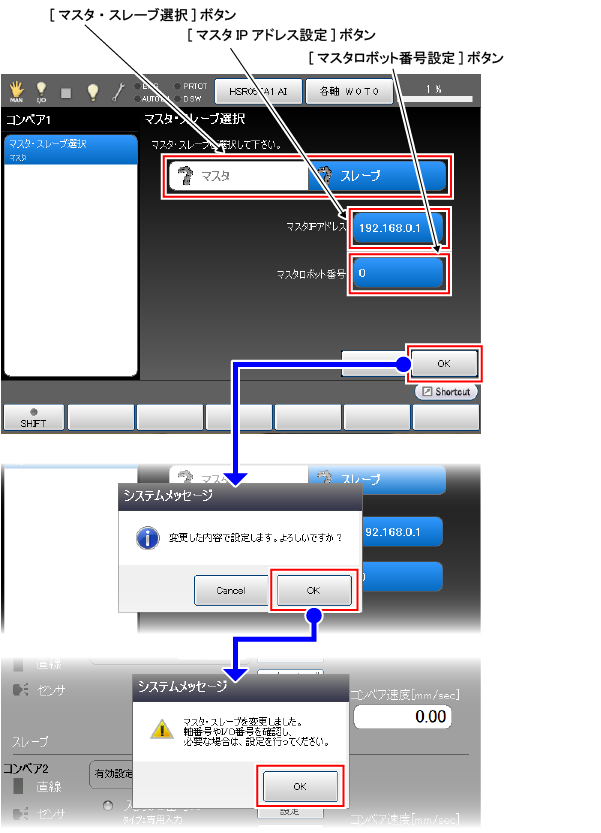 [ マスタ・スレーブ選択 ] ボタン
[ マスタ IP アドレス設定 ] ボタン
[ マスタロボット番号設定 ] ボタン
MAN
I/O
PRTCT
AUTO
D SW
AI
各軸 W 0 T 0
1 %
コンベア1
マスタ・スレーブ選択
マスタ・スレーブ選択
マスタ
マスタ・スレーブを選択して下さい。
マスタ
スレーブ
マスタIPアドレス
192.168.0.1
マスタロボット番号
0
OK
Shortcut
SHIFT
スレーブ
システムメッセージ
変更した内容で設定します。よろしいですか？
92.168.0.1
Cancel
OK
直線
システムメッセージ
コンベア速度[mm/sec]
センサ
0.00
マスタ・スレーブを変更しました。
軸番号やI/O番号を確認し、
必要な場合は、設定を行ってください。
スレーブ
コンベア2
有効設定
直線
OK
タイプ:専用入力
設定
センサ
コンベア速度[mm/sec]